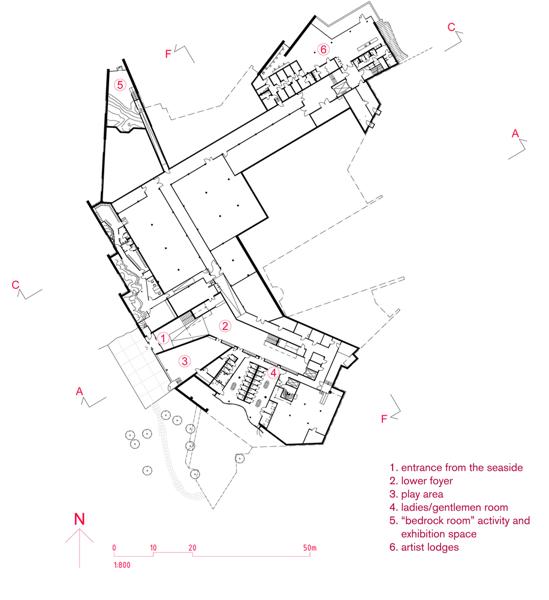 6
C
F
5
A
C
2
1
3
4
A
F
1. entrance from the seaside
2. lower foyer
3. play area
4. ladies/gentlemen room
5. “bedrock room” activity and
exhibition space
6. artist lodges
N
0 10 20 50m
1:800